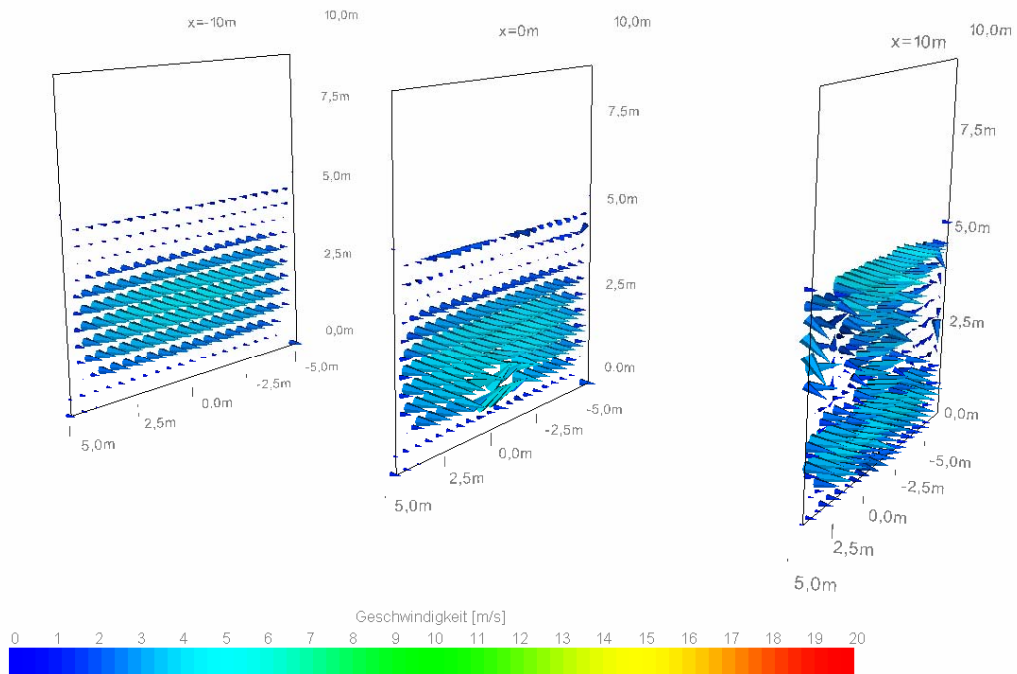 x=-10m
10,0m
7,5m
5,0m
2,5m
0,0m
-5,0m
-2,5m
0,0m
2,5m
5,0m
x=0m
10,0m
7,5m
5,0m
2,5m
0,0m
-5,0m
-2,5m
0,0m
2,5m
5,0m
x=10m
10,0m
7,5m
5,0m
2,5m
0,0m
-5,0m
-2,5m
0,0m
2,5m
5,0m
Geschwindigkeit [m/s]
0 1 2 3 4 5 6 7 8 9 10 11 12 13 14 15 16 17 18 19 20